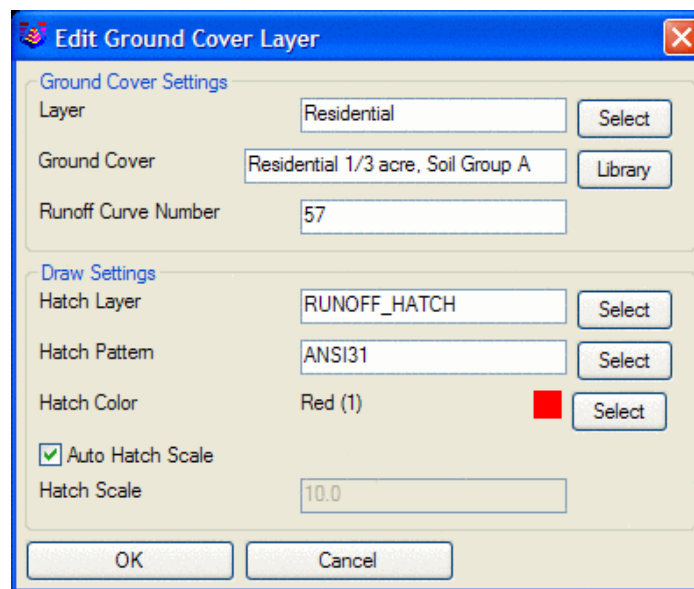 Edit Ground Cover Layer
Ground Cover Settings
Layer Residential Select
Ground Cover Residential 1/3 acre, Soil Group A Library
Runoff Curve Number 57
Draw Settings
Hatch Layer RUNOFF_HATCH Select
Hatch Pattern ANSI31 Select
Hatch Color Red (1) Select
Auto Hatch Scale
Hatch Scale 10.0
OK Cancel